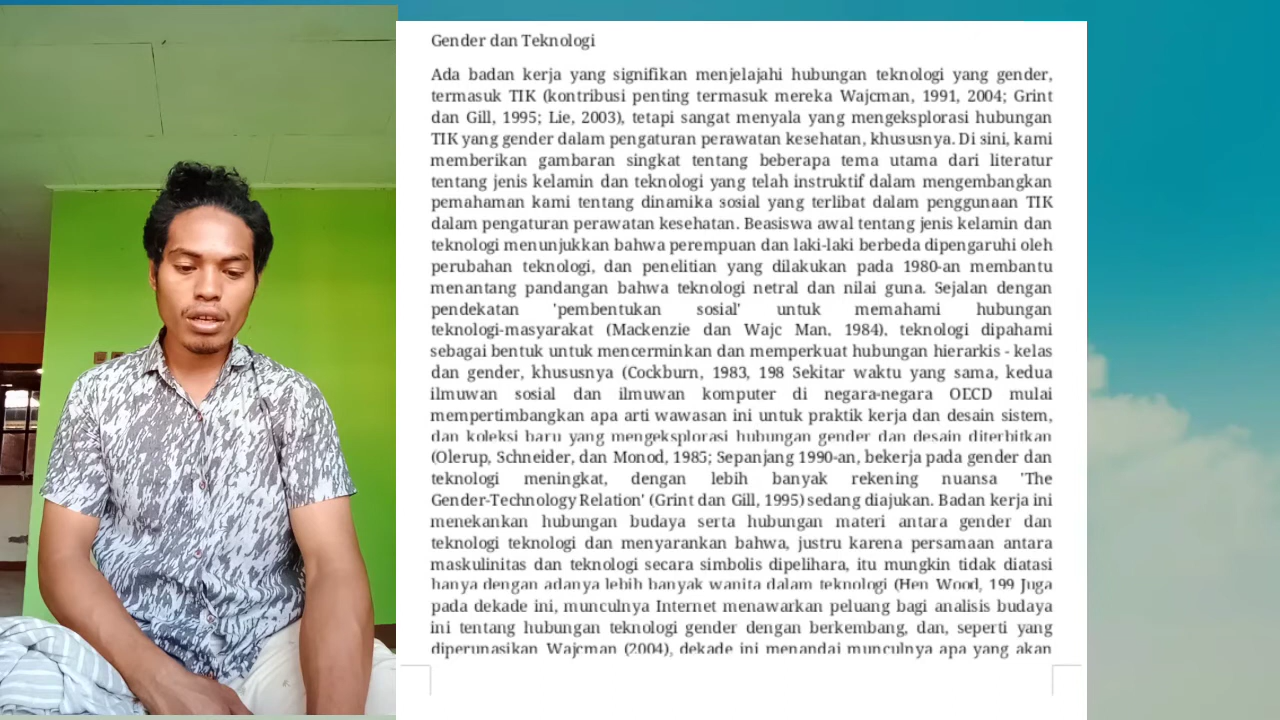 Gender dan Teknologi
Ada badan kerja yang signifikan menjelajahi hubungan teknologi yang gender,
termasuk TIK (kontribusi penting termasuk mereka Wajcman, 1991, 2004; Grint
dan Gill, 1995; Lie, 2003), tetapi sangat menyala yang mengeksplorasi hubungan
TIK yang gender dalam pengaturan perawatan kesehatan, khususnya. Di sini, kami
memberikan gambaran singkat tentang beberapa tema utama dari literatur
tentang jenis kelamin dan teknologi yang telah instruktif dalam mengembangkan
pemahaman kami tentang dinamika sosial yang terlibat dalam penggunaan TIK
dalam pengaturan perawatan kesehatan. Beasiswa awal tentang jenis kelamin dan
teknologi menunjukkan bahwa perempuan dan laki-laki berbeda dipengaruhi oleh
perubahan teknologi, dan penelitian yang dilakukan pada 1980-an membantu
menantang pandangan bahwa teknologi netral dan nilai guna. Sejalan dengan
pendekatan 'pembentukan sosial' untuk memahami hubungan
teknologi-masyarakat (Mackenzie dan Wajc Man, 1984), teknologi dipahami
sebagai bentuk untuk mencerminkan dan memperkuat hubungan hierarkis - kelas
dan gender, khususnya (Cockburn, 1983, 198 Sekitar waktu yang sama, kedua
ilmuwan sosial dan ilmuwan komputer di negara-negara OECD mulai
mempertimbangkan apa arti wawasan ini untuk praktik kerja dan desain sistem,
dan koleksi baru yang mengeksplorasi hubungan gender dan desain diterbitkan
(Olerup, Schneider, dan Monod, 1985; Sepanjang 1990-an, bekerja pada gender dan
teknologi meningkat, dengan lebih banyak rekening nuansa 'The
Gender-Technology Relation' (Grint dan Gill, 1995) sedang diajukan. Badan kerja ini
menekankan hubungan budaya serta hubungan materi antara gender dan
teknologi teknologi dan menyarankan bahwa, justru karena persamaan antara
maskulinitas dan teknologi secara simbolis dipelihara, itu mungkin tidak diatasi
hanya dengan adanya lebih banyak wanita dalam teknologi (Hen Wood, 199 Juga
pada dekade ini, munculnya Internet menawarkan peluang bagi analisis budaya
ini tentang hubungan teknologi gender dengan berkembang, dan, seperti yang
diperunasikan Wajcman (2004), dekade ini menandai munculnya apa yang akan